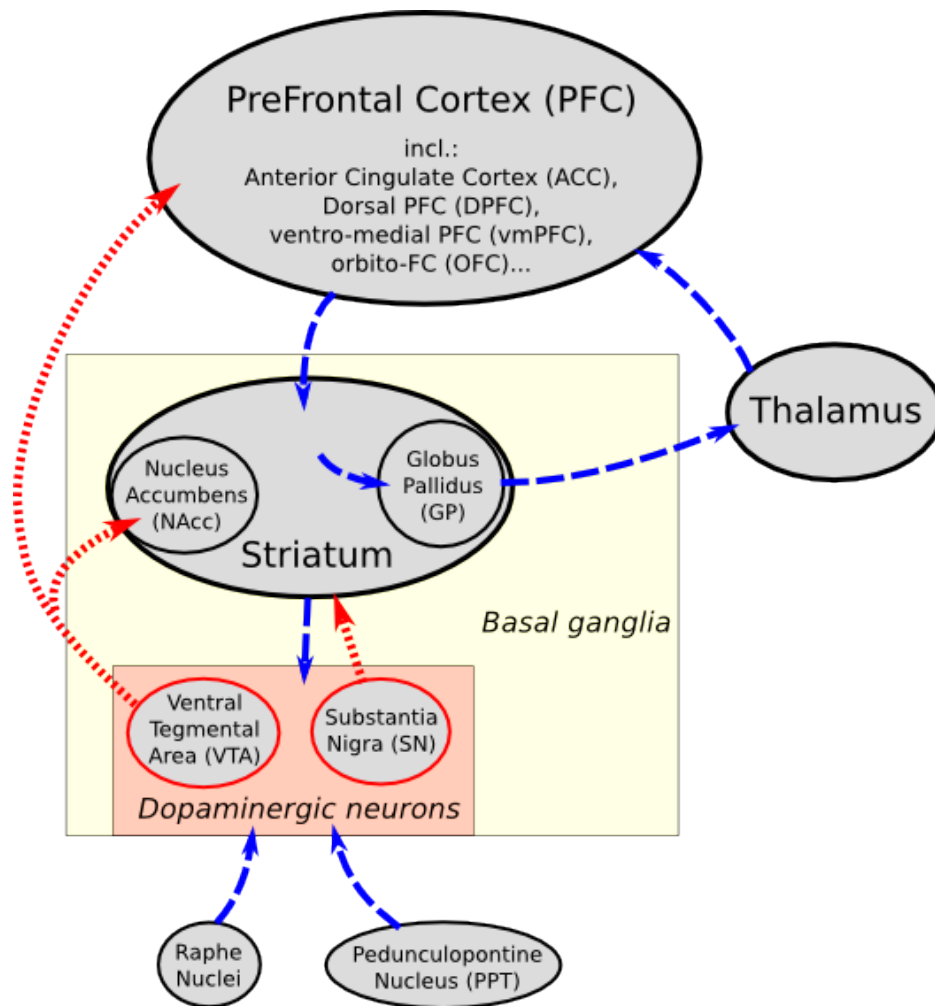 PreFrontal Cortex (PFC)
incl.:
Anterior Cingulate Cortex (ACC),
Dorsal PFC (DPFC),
ventro-medial PFC (vmPFC),
orbito-FC (OFC)...
Thalamus
Nucleus
Accumbens
(NAcc)
Globus
Pallidus
(GP)
Striatum
Basal ganglia
Ventral
Tegmental
Area (VTA)
Substantia
Nigra (SN)
Dopaminergic neurons
Raphe
Nuclei
Pedunculopontine
Nucleus (PPT)